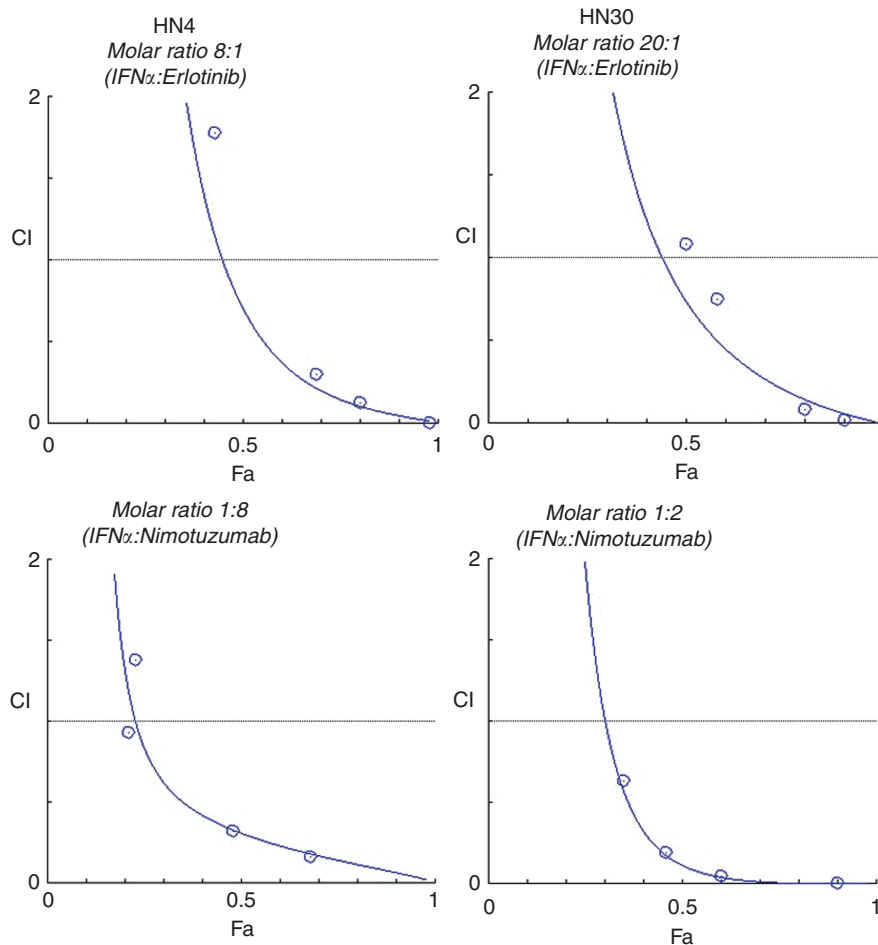 HN4
Molar ratio 8:1
(IFNα:Erlotinib)
2
CI
0
0
0.5
1
Fa
HN30
Molar ratio 20:1
(IFNα:Erlotinib)
2
CI
0
0
0.5
1
Fa
Molar ratio 1:8
(IFNα:Nimotuzumab)
2
CI
0
0
0.5
1
Fa
Molar ratio 1:2
(IFNα:Nimotuzumab)
2
CI
0
0
0.5
1
Fa